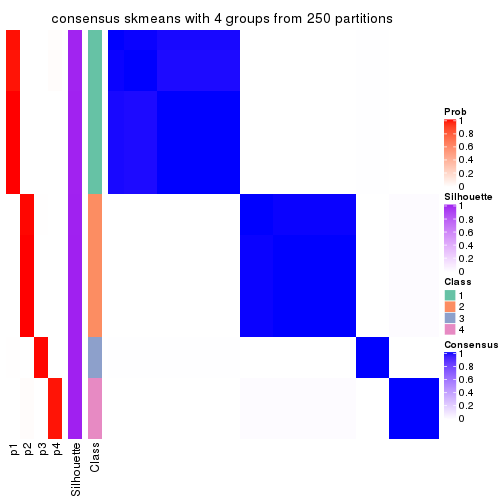 consensus skmeans with 4 groups from 250 partitions
Prob
1
0.8
0.6
0.4
0.2
0
Silhouette
1
0.8
0.6
0.4
0.2
0
Class
1
2
3
4
Consensus
1
0.8
0.6
0.4
0.2
0
p1
p2
p3
p4
Silhouette
Class